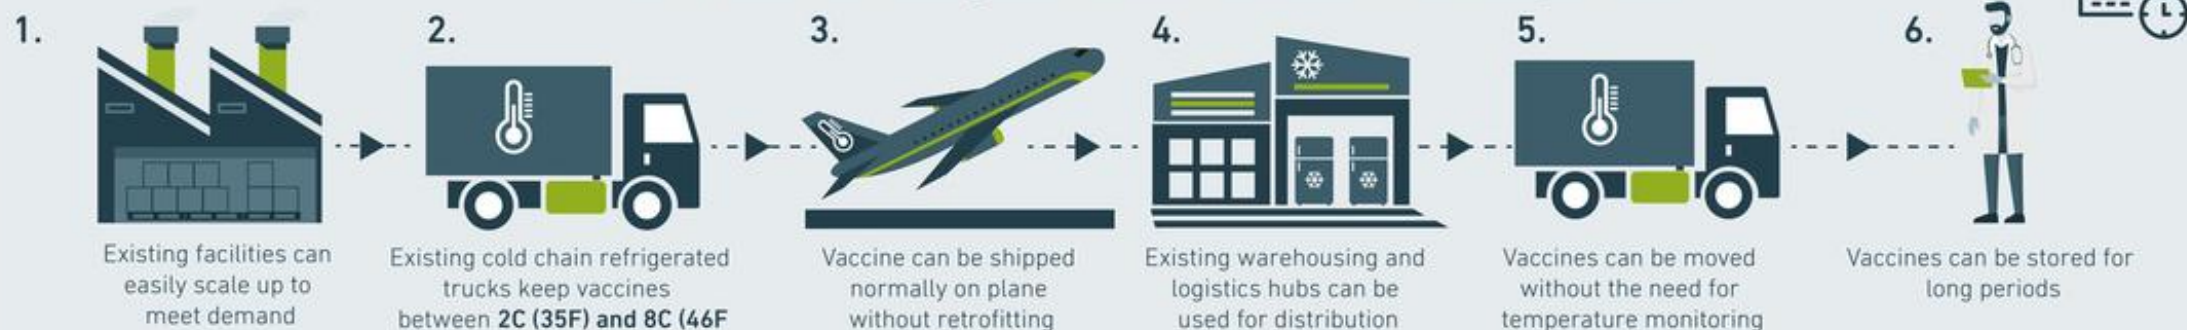 1.
Existing facilities can
easily scale up to
meet demand
2.
Existing cold chain refrigerated
trucks keep vaccines
between 2C (35F) and 8C (46F
3.
Vaccine can be shipped
normally on plane
without retrofitting
4.
Existing warehousing and
logistics hubs can be
used for distribution
5.
Vaccines can be moved
without the need for
temperature monitoring
6.
Vaccines can be stored for
long periods